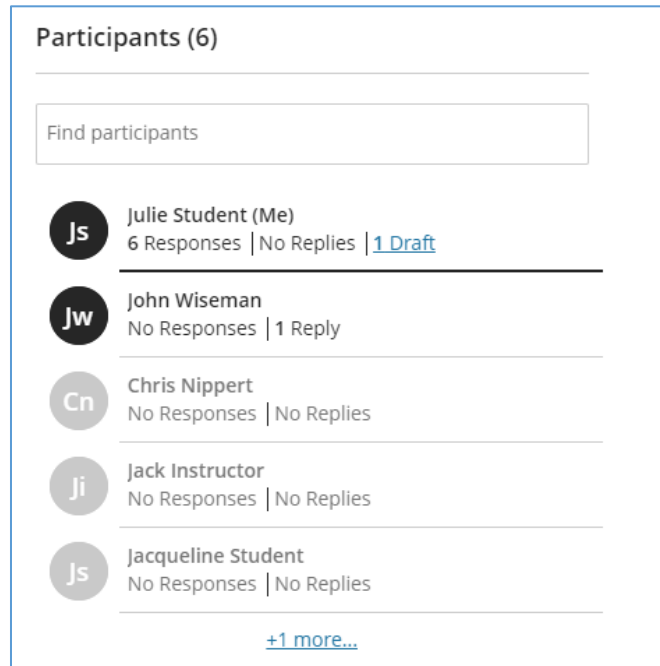 Participants (6)
Find participants
Js
Julie Student (Me)
6 Responses | No Replies | 1 Draft
Jw
John Wiseman
No Responses | 1 Reply
Cn
Chris Nippert
No Responses | No Replies
Ji
Jack Instructor
No Responses | No Replies
Js
Jacqueline Student
No Responses | No Replies
+1 more...